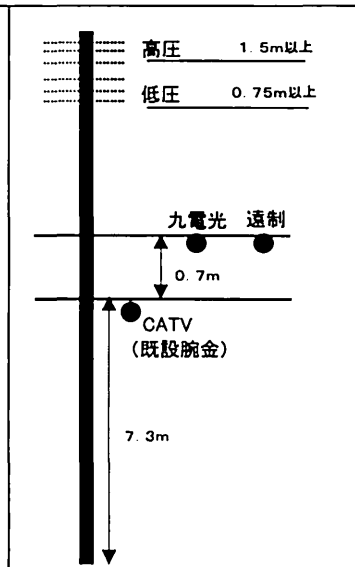 高圧 1.5m以上
低圧 0.75m以上
九電光 遠制
0.7m
CATV
(既設腕金)
7.3m